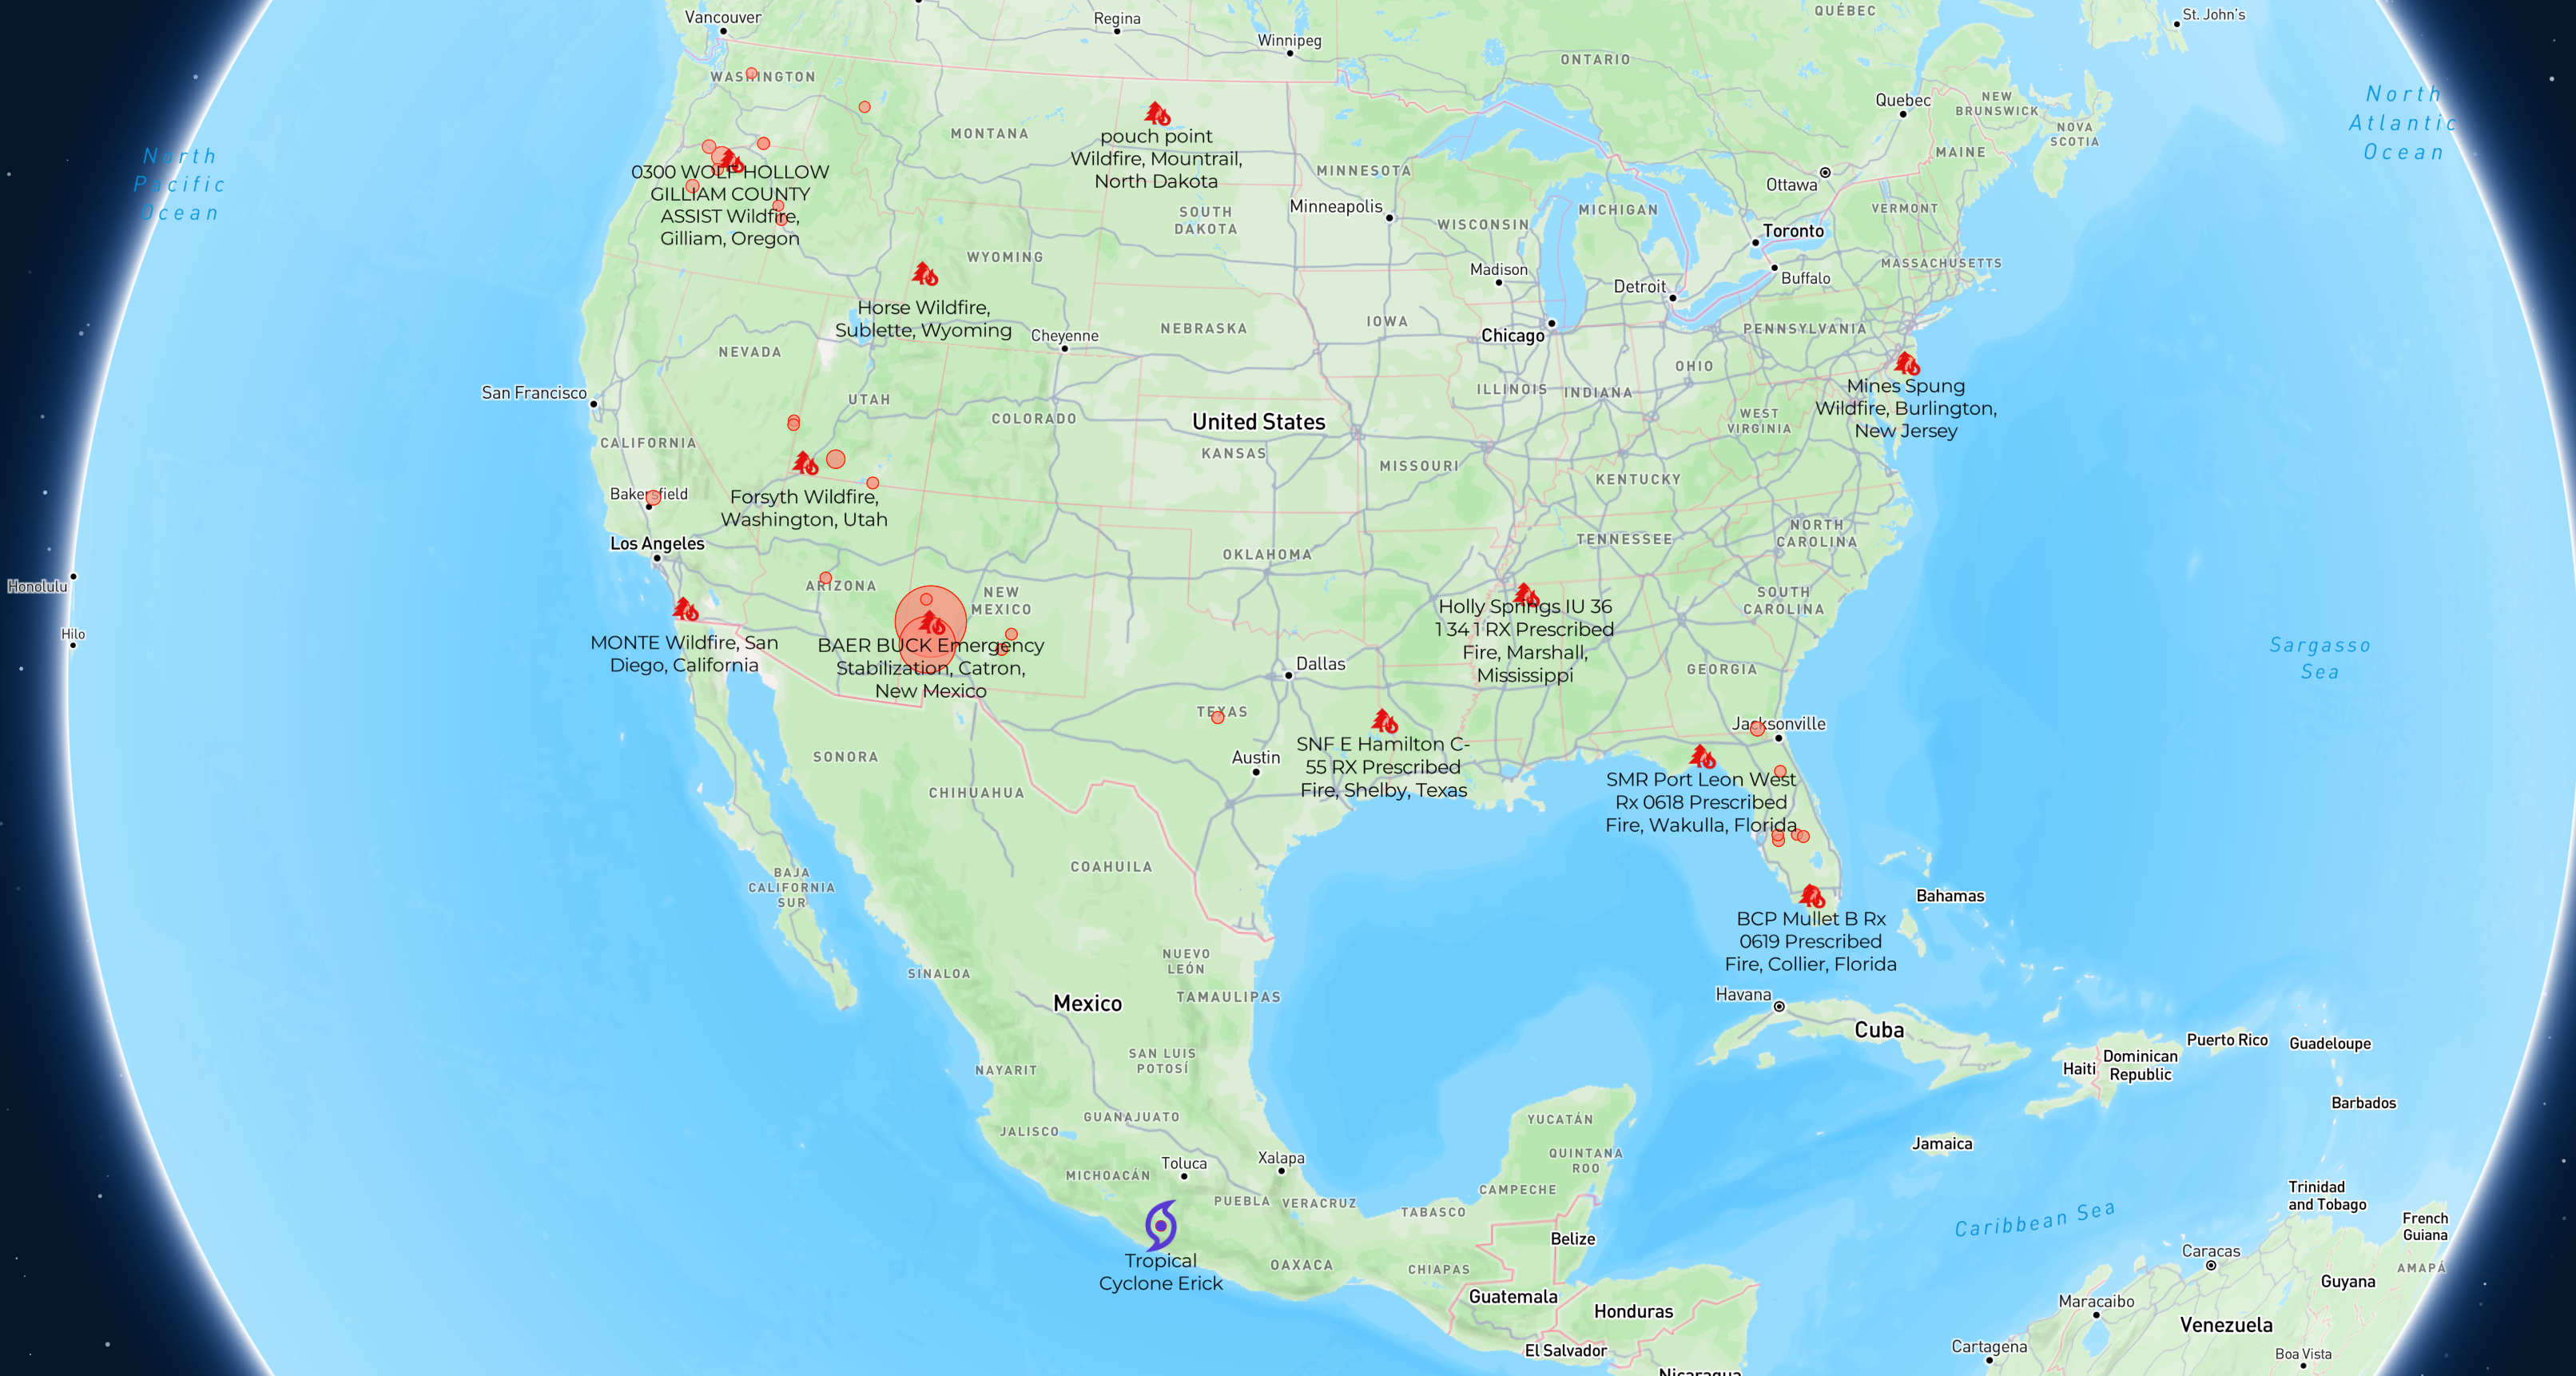 Vancouver
Regina
Winnipeg
QUÉBEC
St. John's
WASHINGTON
ONTARIO
North
Pacific
Ocean
North
Atlantic
Ocean
Quebec
NEW
BRUNSWICK
NOVA
SCOTIA
MAINE
MONTANA
pouch point
Wildfire, Mountrail,
North Dakota
MINNESOTA
Ottawa
0300 WOLF HOLLOW
GILLIAM COUNTY
ASSIST Wildfire,
Gilliam, Oregon
SOUTH
DAKOTA
Minneapolis
WISCONSIN
MICHIGAN
VERMONT
Toronto
WYOMING
Madison
Detroit
Buffalo
MASSACHUSETTS
Horse Wildfire,
Sublette, Wyoming
Cheyenne
NEBRASKA
IOWA
Chicago
PENNSYLVANIA
NEVADA
San Francisco
UTAH
COLORADO
United States
ILLINOIS
INDIANA
OHIO
WEST
VIRGINIA
Mines Spung
Wildfire, Burlington,
New Jersey
CALIFORNIA
KANSAS
MISSOURI
KENTUCKY
Bakersfield
Forsyth Wildfire,
Washington, Utah
Los Angeles
OKLAHOMA
TENNESSEE
NORTH
CAROLINA
Honolulu
Hilo
ARIZONA
NEW
MEXICO
SOUTH
CAROLINA
MONTE Wildfire, San
Diego, California
BAER BUCK Emergency
Stabilization, Catron,
New Mexico
Holly Springs IU 36
1 34 1 RX Prescribed
Fire, Marshall,
Mississippi
Dallas
GEORGIA
Sargasso
Sea
TEXAS
Jacksonville
SONORA
CHIHUAHUA
Austin
SNF E Hamilton C-
55 RX Prescribed
Fire, Shelby, Texas
SMR Port Leon West
Rx 0618 Prescribed
Fire, Wakulla, Florida
BAJA
CALIFORNIA
SUR
COAHUILA
Bahamas
BCP Mullet B Rx
0619 Prescribed
Fire, Collier, Florida
SINALOA
NUEVO
LEÓN
TAMAULIPAS
Mexico
Havana
Cuba
Haiti
Dominican
Republic
Puerto Rico
Guadeloupe
NAYARIT
SAN LUIS
POTOSÍ
Barbados
GUANAJUATO
JALISCO
YUCATÁN
Jamaica
QUINTANA
ROO
MICHOACÁN
Toluca
Xalapa
CAMPECHE
PUEBLA
VERACRUZ
TABASCO
Caribbean Sea
Trinidad
and Tobago
French
Guiana
Tropical
Cyclone Erick
OAXACA
CHIAPAS
Belize
Caracas
AMAPÁ
Guyana
Guatemala
Honduras
Maracaibo
Venezuela
El Salvador
Cartagena
Boa Vista
Nicaragua